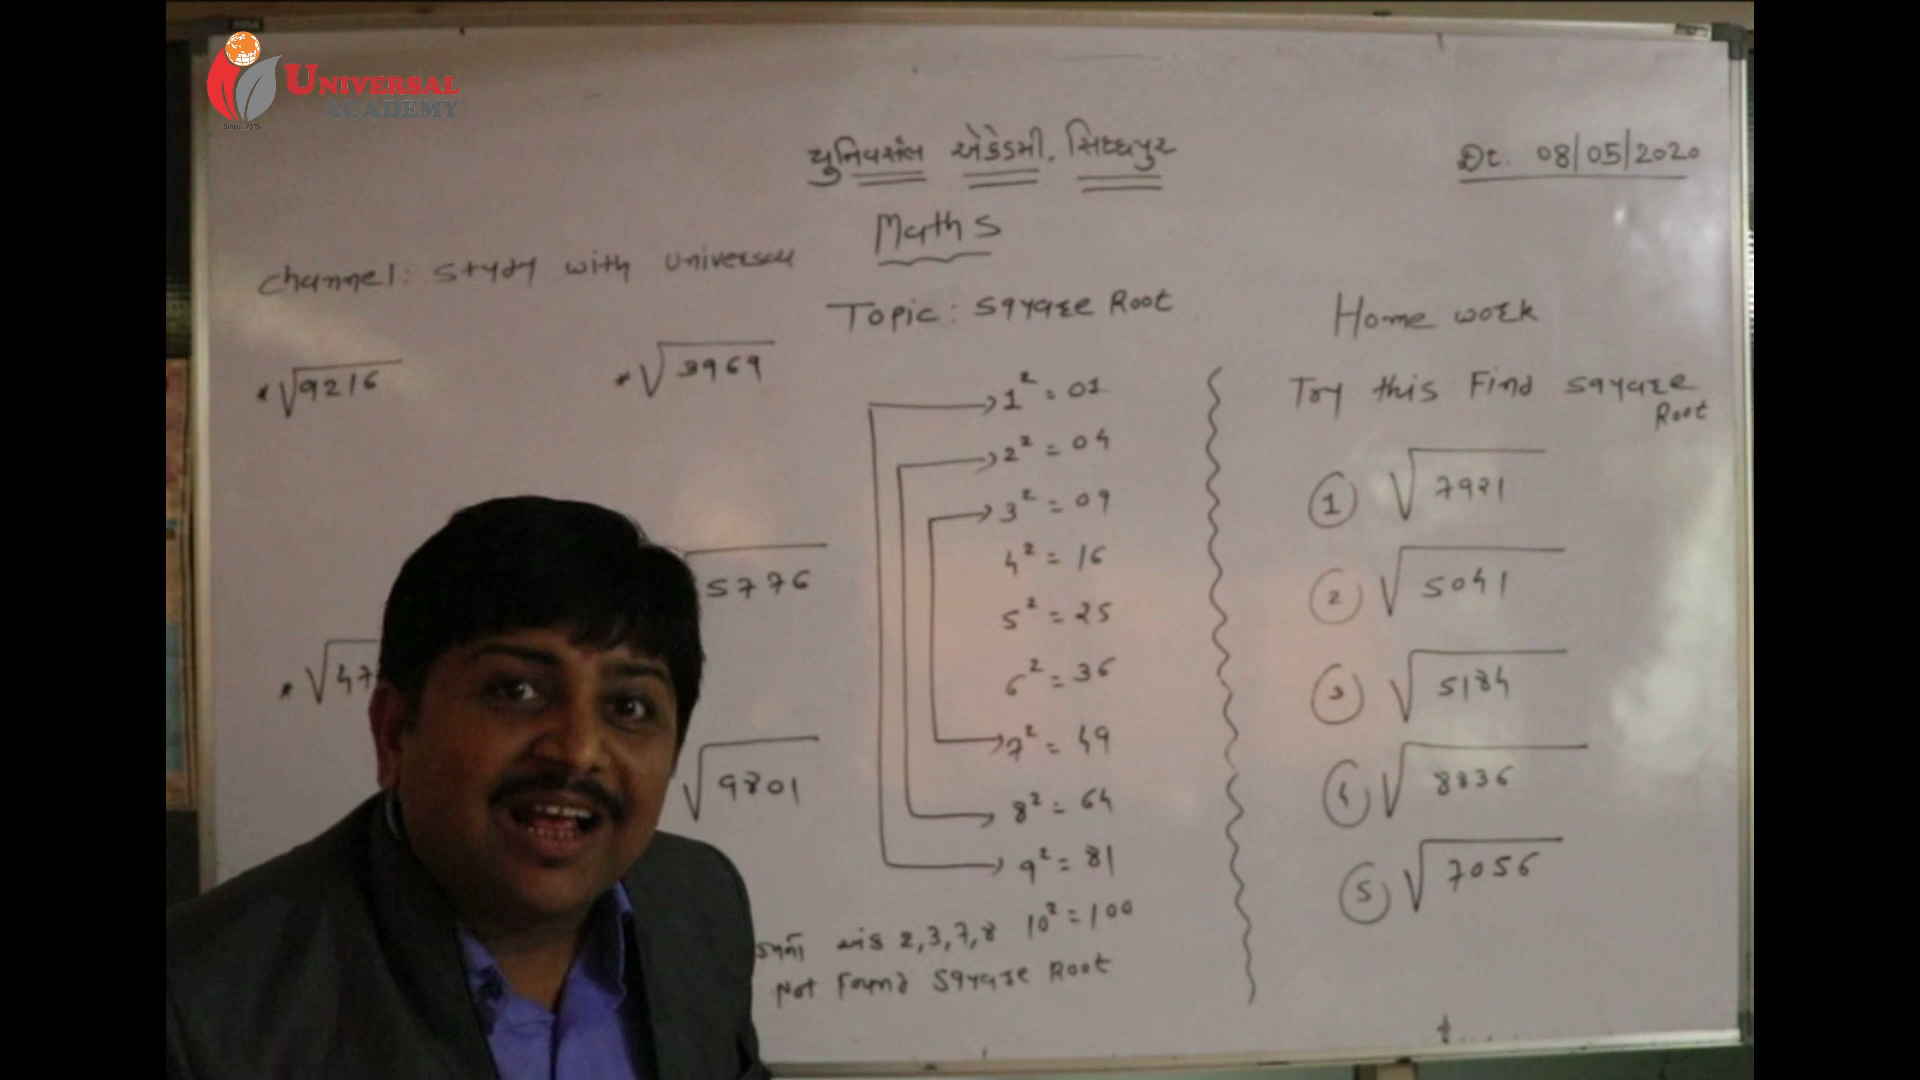 UNIVERSAL
ACADEMY
યુનિવર્સલ એકેડમી, સિધ્ધપુર
Dt. 08/05/2020
Maths
Channel: Study with Universal
Topic: Square Root
* √9216
* √3969
5776
* √47
√9801
1² = 01
2² = 04
3² = 09
4² = 16
5² = 25
6² = 36
7² = 49
8² = 64
9² = 81
10² = 100
અંક 2,3,7,8
Not Found Square Root
Home work
Try this Find Square
Root
1 √7921
2 √5041
3 √5184
4 √8836
5 √7056